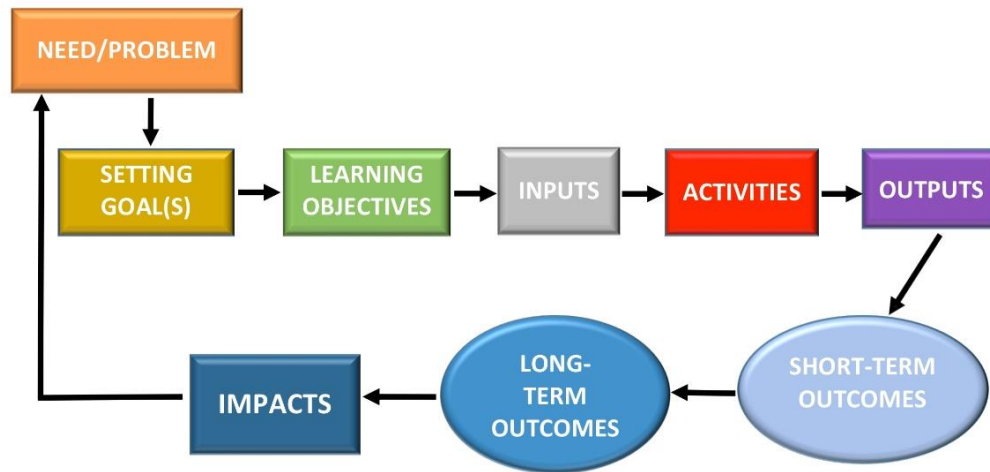 NEED/PROBLEM
SETTING
GOAL(S)
LEARNING
OBJECTIVES
INPUTS
ACTIVITIES
OUTPUTS
SHORT-TERM
OUTCOMES
LONG-
TERM
OUTCOMES
IMPACTS